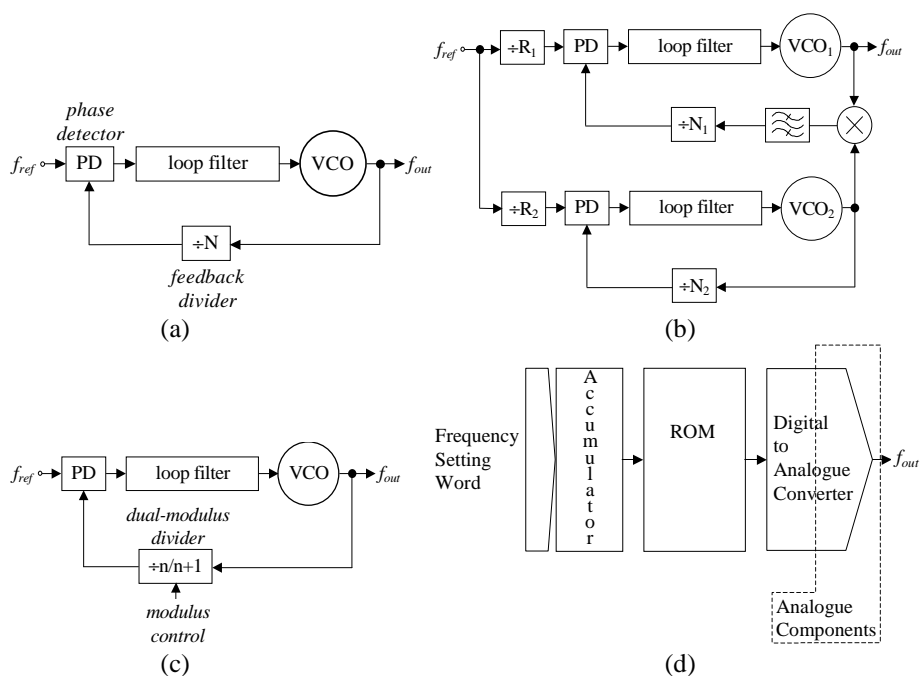 phase
detector
f_ref PD loop filter VCO f_out
÷N
feedback
divider
(a)
f_ref ÷R₁ PD loop filter VCO₁ f_out
÷N₁
÷R₂ PD loop filter VCO₂
÷N₂
(b)
f_ref PD loop filter VCO f_out
dual-modulus
divider
÷n/n+1
modulus
control
(c)
Frequency
Setting
Word
Accumulator
ROM
Digital
to
Analogue
Converter
f_out
Analogue
Components
(d)